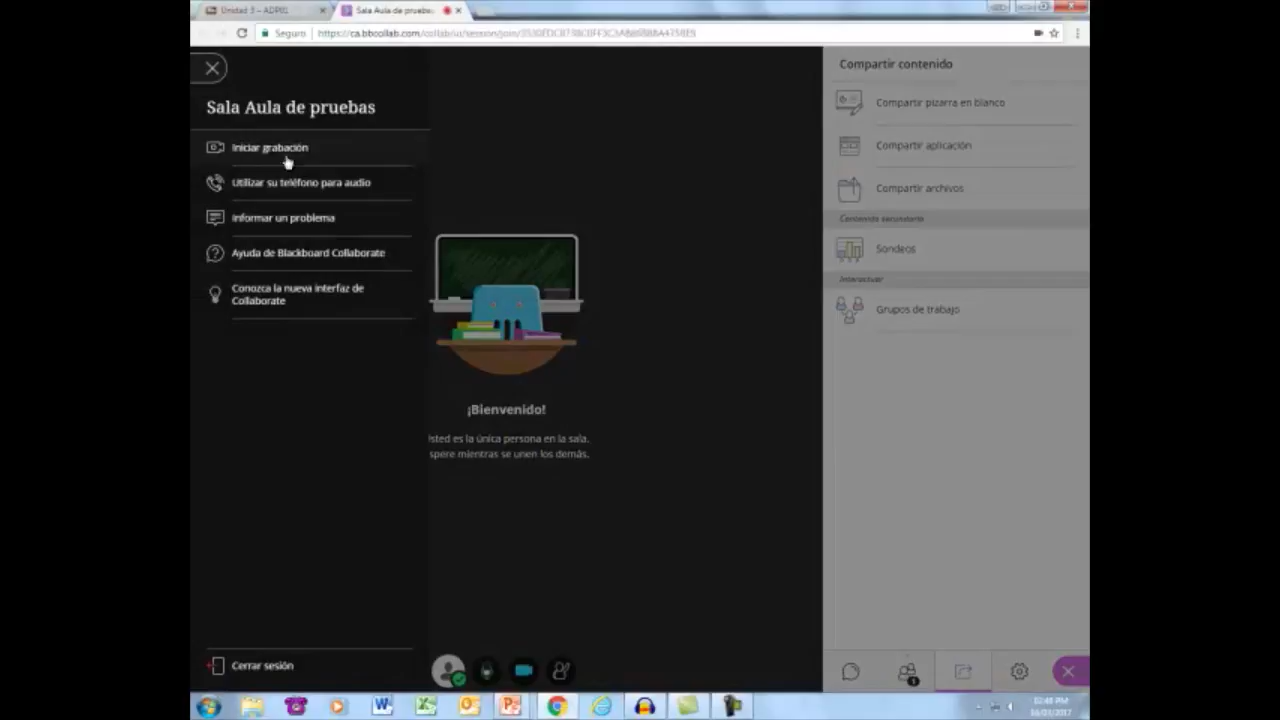 Unidad 3 – ADPIEL
Sala Aula de pruebas
Seguro
Sala Aula de pruebas
Iniciar grabación
Utilizar su teléfono para audio
Informar un problema
Ayuda de Blackboard Collaborate
Conozca la nueva interfaz de
Collaborate
Cerrar sesión
¡Bienvenido!
Usted es la única persona en la sala.
spere mientras se unen los demás.
Compartir contenido
Compartir pizarra en blanco
Compartir aplicación
Compartir archivos
Contenido secundario
Sondeos
Interactuar
Grupos de trabajo